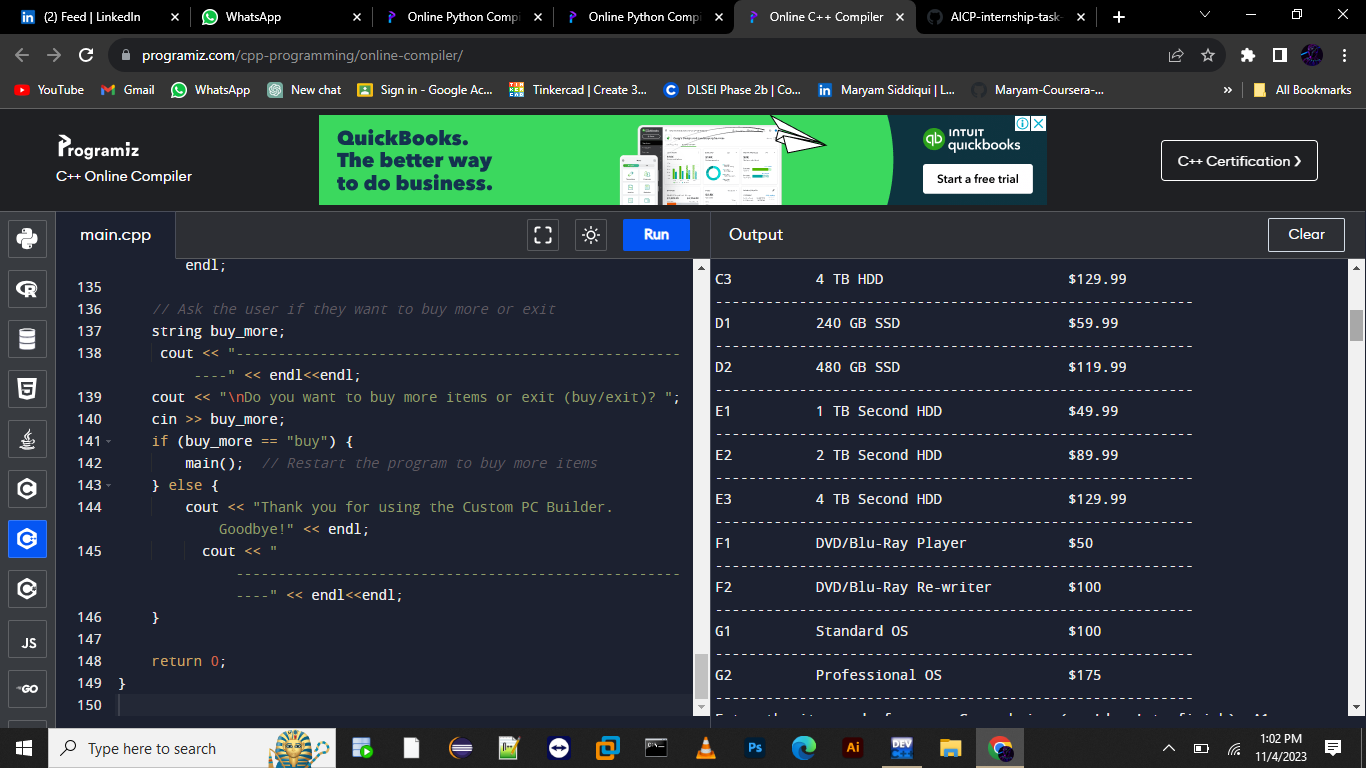 (2) Feed | LinkedIn
WhatsApp
Online Python Compi
Online Python Compi
Online C++ Compiler
AICP-internship-task-
programiz.com/cpp-programming/online-compiler/
YouTube
Gmail
WhatsApp
New chat
Sign in - Google Ac...
Tinkercad | Create 3...
DLSEI Phase 2b | Co...
Maryam Siddiqui | L...
Maryam-Coursera-...
»
All Bookmarks
Programiz
C++ Online Compiler
QuickBooks.
The better way
to do business.
INTUIT
quickbooks
Start a free trial
C++ Certification ❯
main.cpp
Run
Output
Clear
endl;
135
136 // Ask the user if they want to buy more or exit
137 string buy_more;
138 cout << "-----------------------------------------------------
----" << endl<<endl;
139 cout << "\nDo you want to buy more items or exit (buy/exit)? ";
140 cin >> buy_more;
141 if (buy_more == "buy") {
142 main(); // Restart the program to buy more items
143 } else {
144 cout << "Thank you for using the Custom PC Builder.
Goodbye!" << endl;
145 cout << "
-----------------------------------------------------
----" << endl<<endl;
146 }
147
148 return 0;
149 }
150
C3 4 TB HDD $129.99
---------------------------------------------------------
D1 240 GB SSD $59.99
---------------------------------------------------------
D2 480 GB SSD $119.99
---------------------------------------------------------
E1 1 TB Second HDD $49.99
---------------------------------------------------------
E2 2 TB Second HDD $89.99
---------------------------------------------------------
E3 4 TB Second HDD $129.99
---------------------------------------------------------
F1 DVD/Blu-Ray Player $50
---------------------------------------------------------
F2 DVD/Blu-Ray Re-writer $100
---------------------------------------------------------
G1 Standard OS $100
---------------------------------------------------------
G2 Professional OS $175
---------------------------------------------------------
JS
GO
Type here to search
Ps
Ai
DEV
C++
1:02 PM
11/4/2023